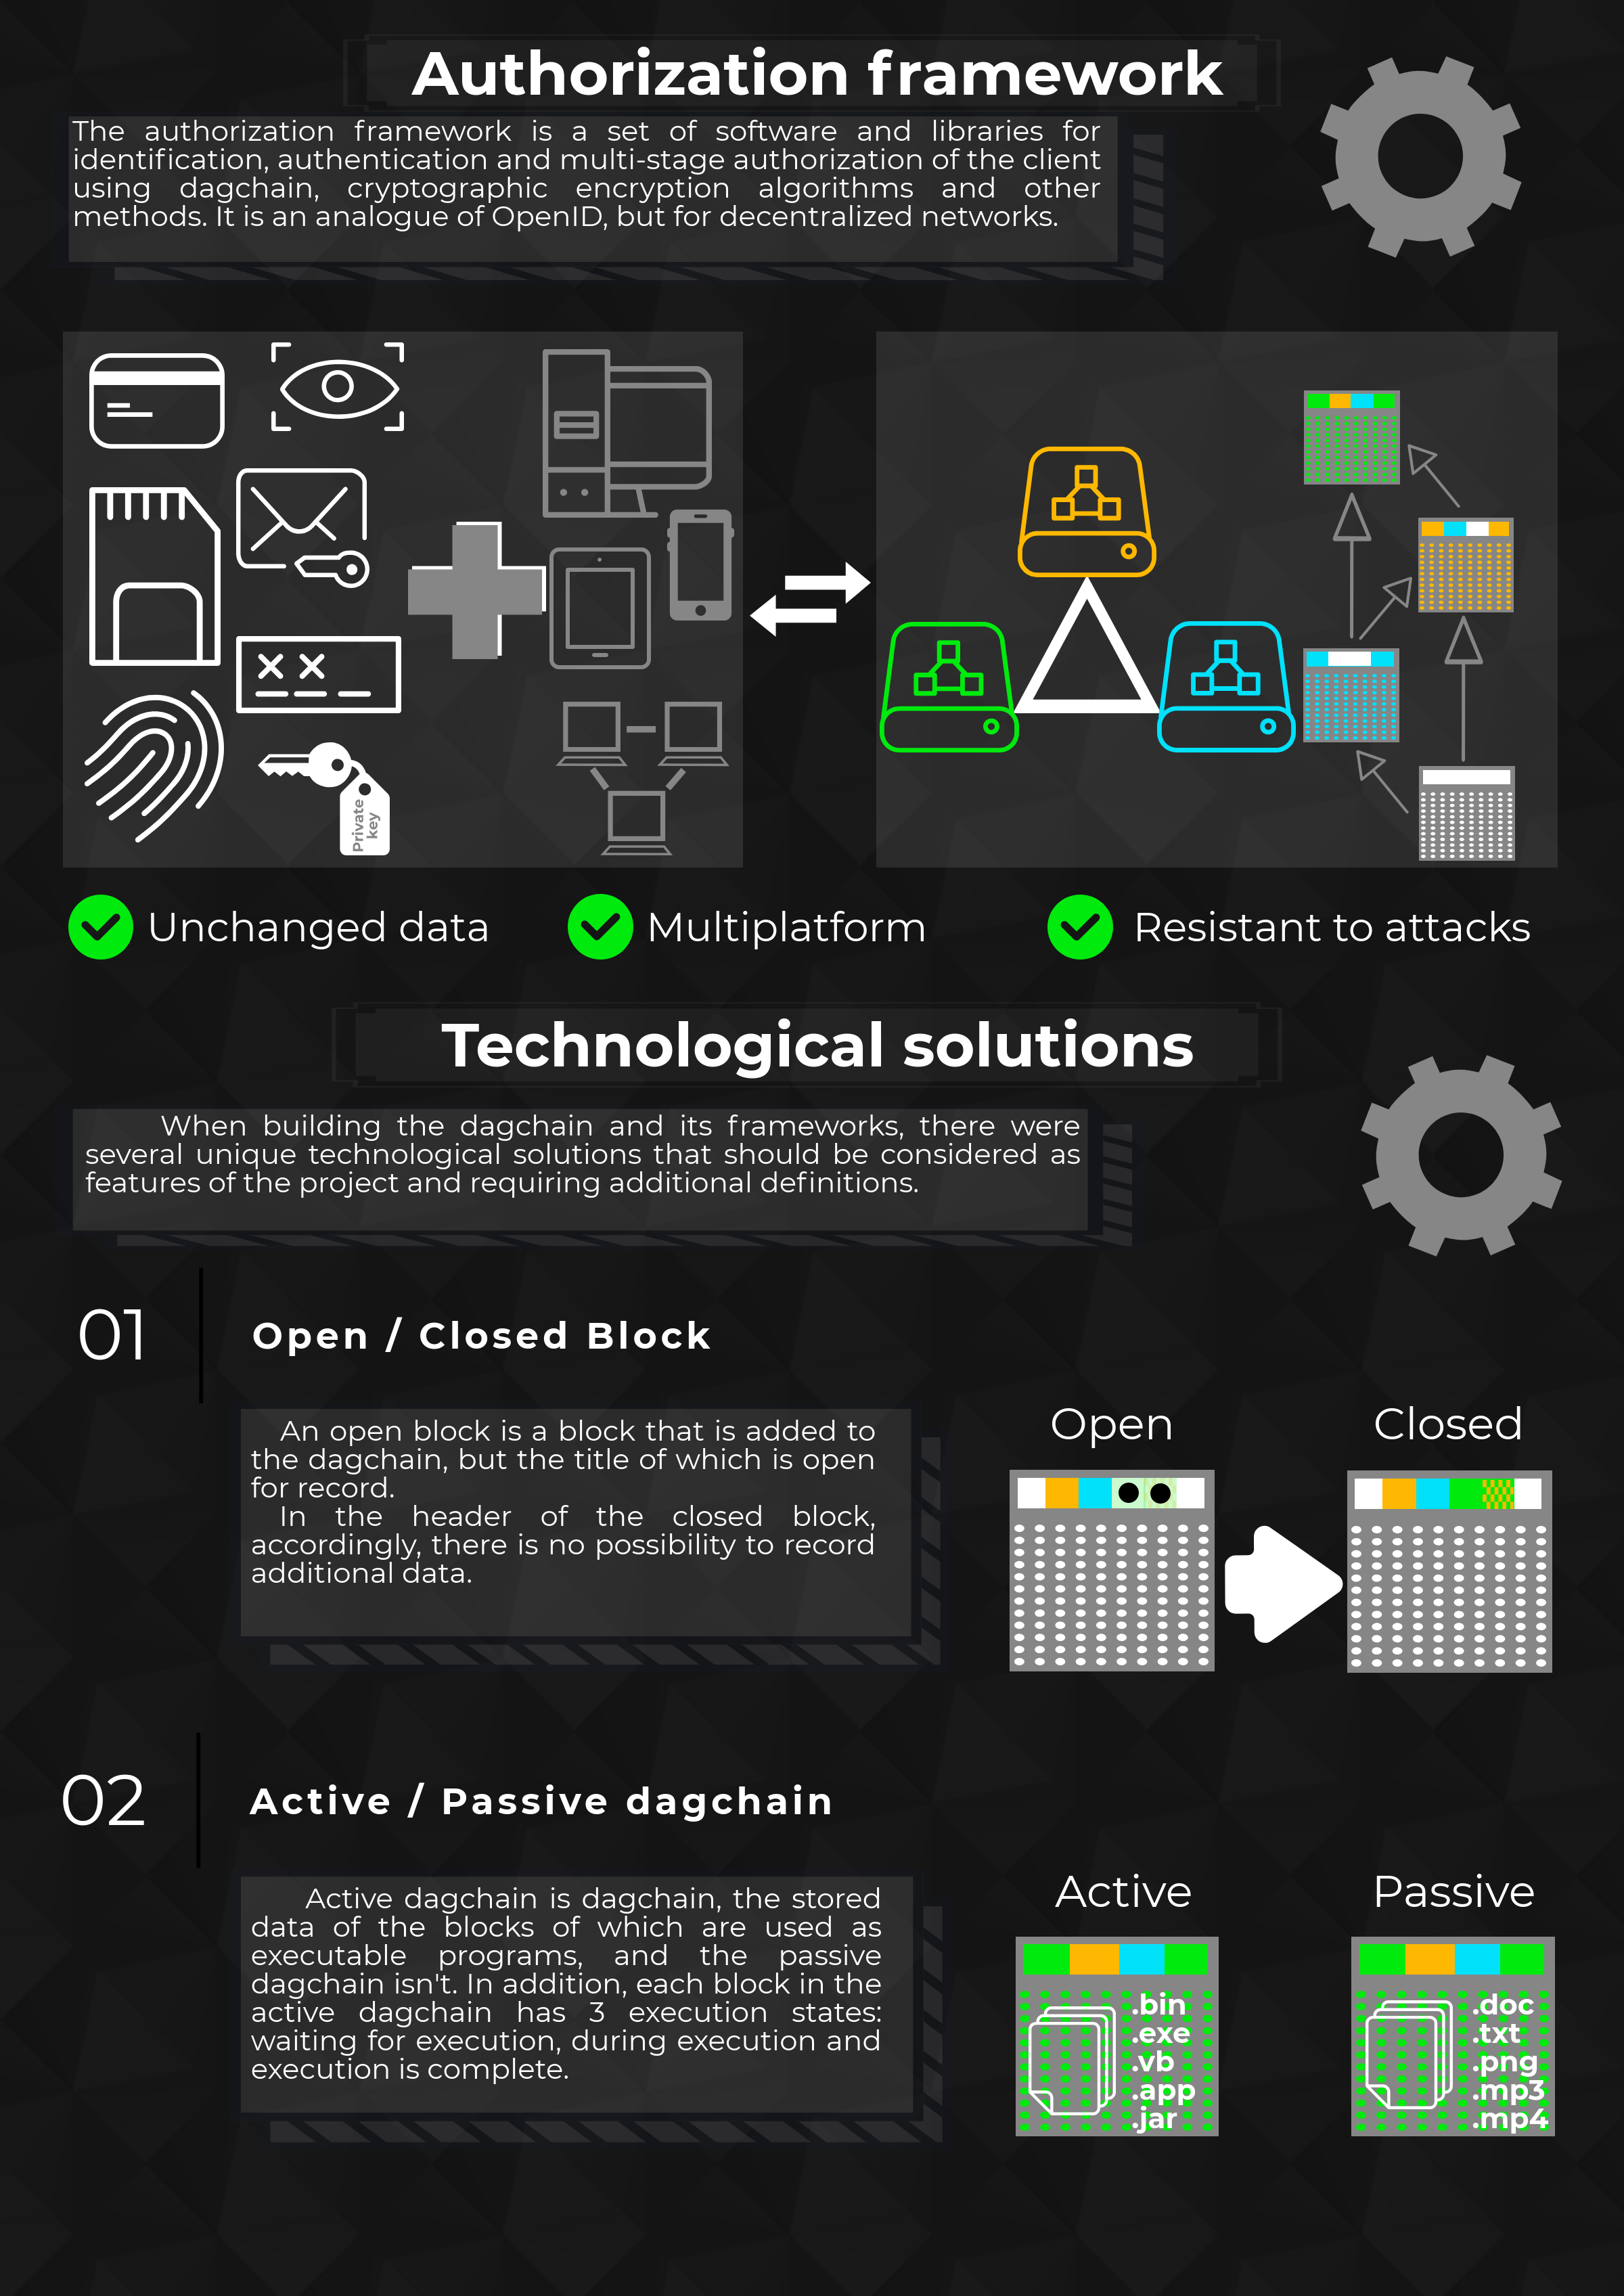 Authorization framework
The authorization framework is a set of software and libraries for
identification, authentication and multi-stage authorization of the client
using dagchain, cryptographic encryption algorithms and other
methods. It is an analogue of OpenID, but for decentralized networks.
Private
key
Unchanged data
Multiplatform
Resistant to attacks
Technological solutions
When building the dagchain and its frameworks, there were
several unique technological solutions that should be considered as
features of the project and requiring additional definitions.
01
Open / Closed Block
An open block is a block that is added to
the dagchain, but the title of which is open
for record.
In the header of the closed block,
accordingly, there is no possibility to record
additional data.
Open
Closed
02
Active / Passive dagchain
Active dagchain is dagchain, the stored
data of the blocks of which are used as
executable programs, and the passive
dagchain isn't. In addition, each block in the
active dagchain has 3 execution states:
waiting for execution, during execution and
execution is complete.
Active
.bin
.exe
.vb
.app
.jar
Passive
.doc
.txt
.png
.mp3
.mp4